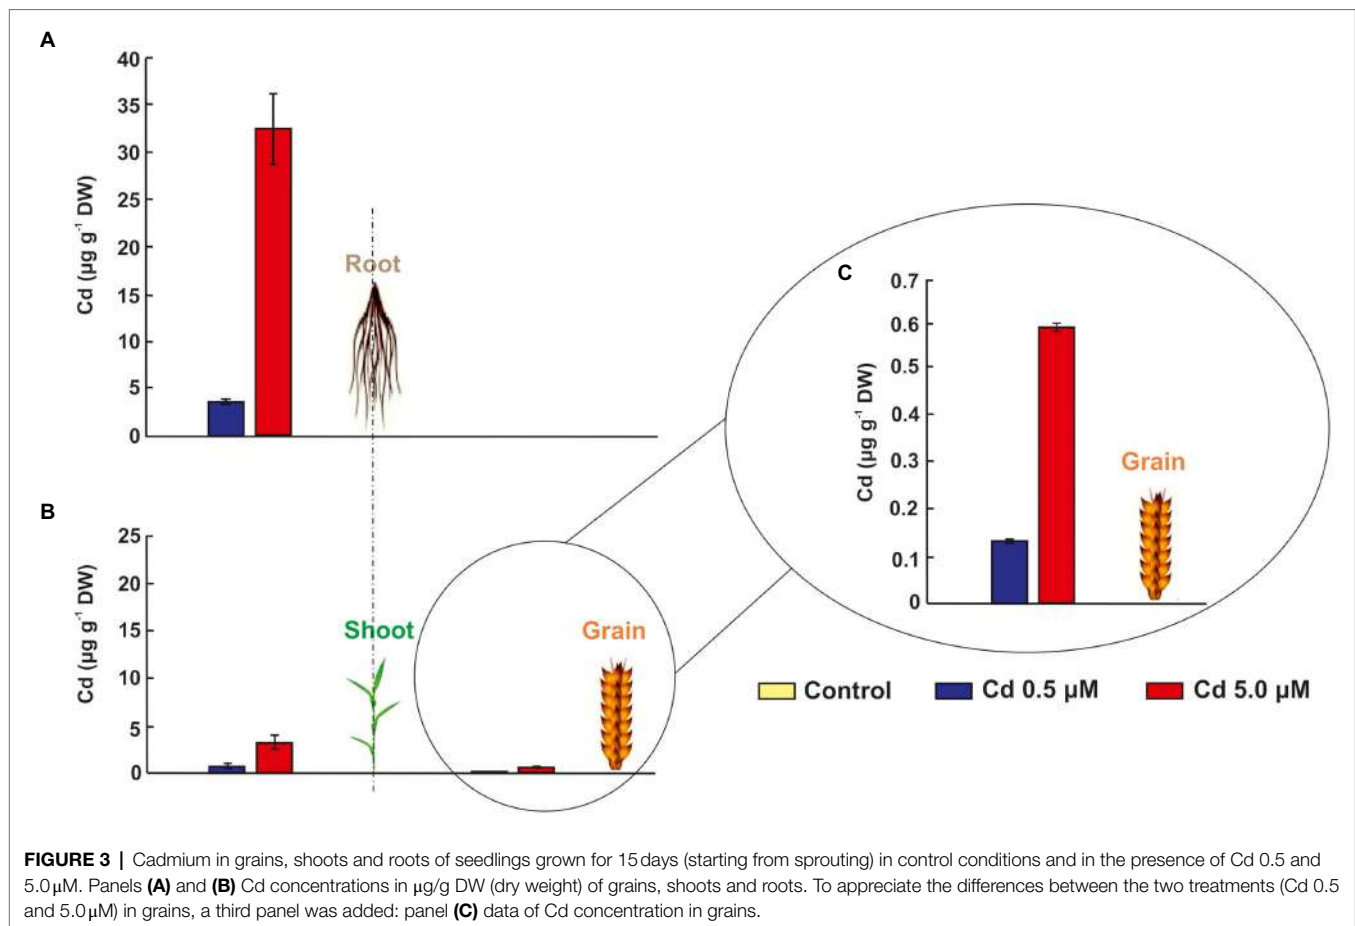 A
40
35
30
25
20
15
10
5
0
Cd (µg g⁻¹ DW)
Root
B
25
20
15
10
5
0
Cd (µg g⁻¹ DW)
Shoot
Grain
C
0.7
0.6
0.5
0.4
0.3
0.2
0.1
0
Cd (µg g⁻¹ DW)
Grain
Control Cd 0.5 µM Cd 5.0 µM
FIGURE 3 | Cadmium in grains, shoots and roots of seedlings grown for 15 days (starting from sprouting) in control conditions and in the presence of Cd 0.5 and
5.0 µM. Panels (A) and (B) Cd concentrations in µg/g DW (dry weight) of grains, shoots and roots. To appreciate the differences between the two treatments (Cd 0.5
and 5.0 µM) in grains, a third panel was added: panel (C) data of Cd concentration in grains.